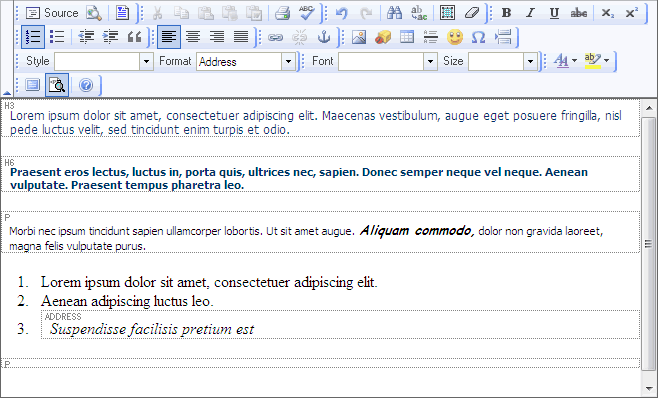 Source
ABC
B I U abc X₂ X²
Style Format Address Font Size
H3
Lorem ipsum dolor sit amet, consectetuer adipiscing elit. Maecenas vestibulum, augue eget posuere fringilla, nisl
pede luctus velit, sed tincidunt enim turpis et odio.
H6
Praesent eros lectus, luctus in, porta quis, ultrices nec, sapien. Donec semper neque vel neque. Aenean
vulputate. Praesent tempus pharetra leo.
P
Morbi nec ipsum tincidunt sapien ullamcorper lobortis. Ut sit amet augue. Aliquam commodo, dolor non gravida laoreet,
magna felis vulputate purus.
1. Lorem ipsum dolor sit amet, consectetuer adipiscing elit.
2. Aenean adipiscing luctus leo.
ADDRESS
3. Suspendisse facilisis pretium est
P